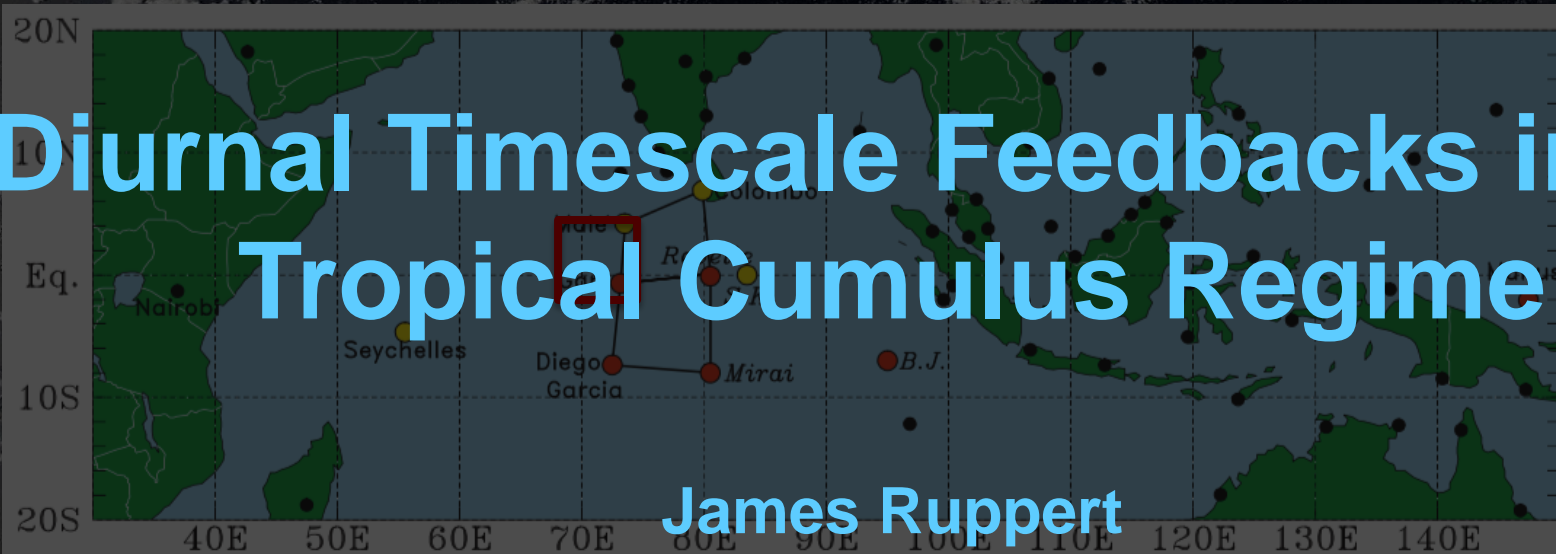 20N
Diurnal Timescale Feedbacks in
10N
Colombo
Male
Eq.
Nairobi
Tropical Cumulus Regime
Seychelles
Diego
Garcia
Mirai
B.J.
10S
James Ruppert
20S
40E 50E 60E 70E 80E 90E 100E 110E 120E 130E 140E